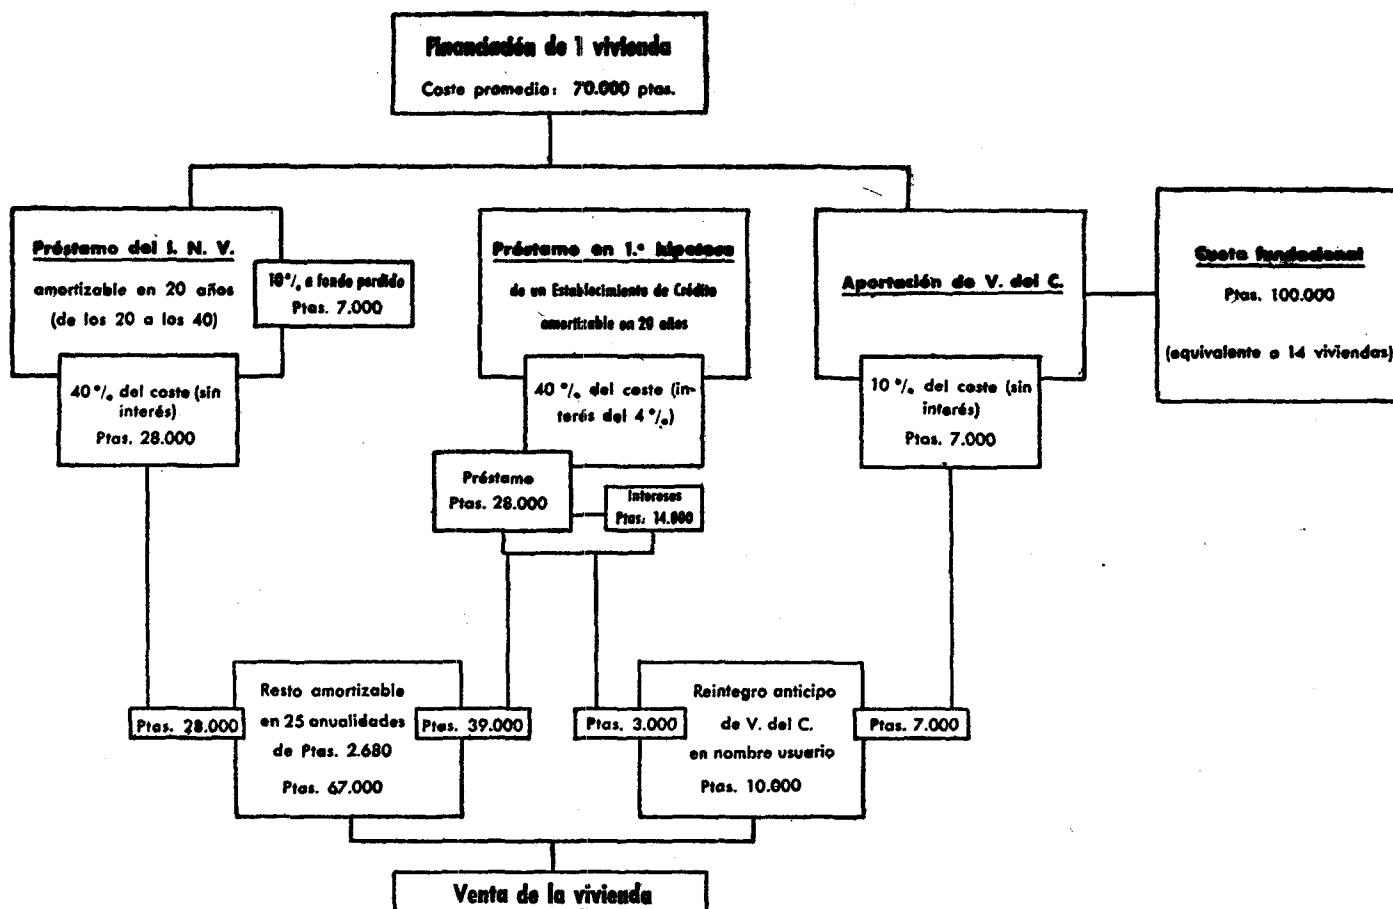 Financiación de 1 vivienda
Coste promedio: 70.000 ptas.
Préstamo del I. N. V.
amortizable en 20 años
(de los 20 a los 40)
10 % a fondo perdido
Ptas. 7.000
40 % del coste (sin
interés)
Ptas. 28.000
Préstamo en 1.ª hipoteca
de un Establecimiento de Crédito
amortizable en 20 años
40 % del coste (in-
terés del 4 %)
Préstamo
Ptas. 28.000
Intereses
Ptas. 14.000
Aportación de V. del C.
10 % del coste (sin
interés)
Ptas. 7.000
Cuota fundacional
Ptas. 100.000
(equivalente a 14 viviendas)
Ptas. 28.000
Resto amortizable
en 25 anualidades
de Ptas. 2.680
Ptas. 67.000
Ptas. 39.000
Ptas. 3.000
Reintegro anticipo
de V. del C.
en nombre usuario
Ptas. 10.000
Ptas. 7.000
Venta de la vivienda